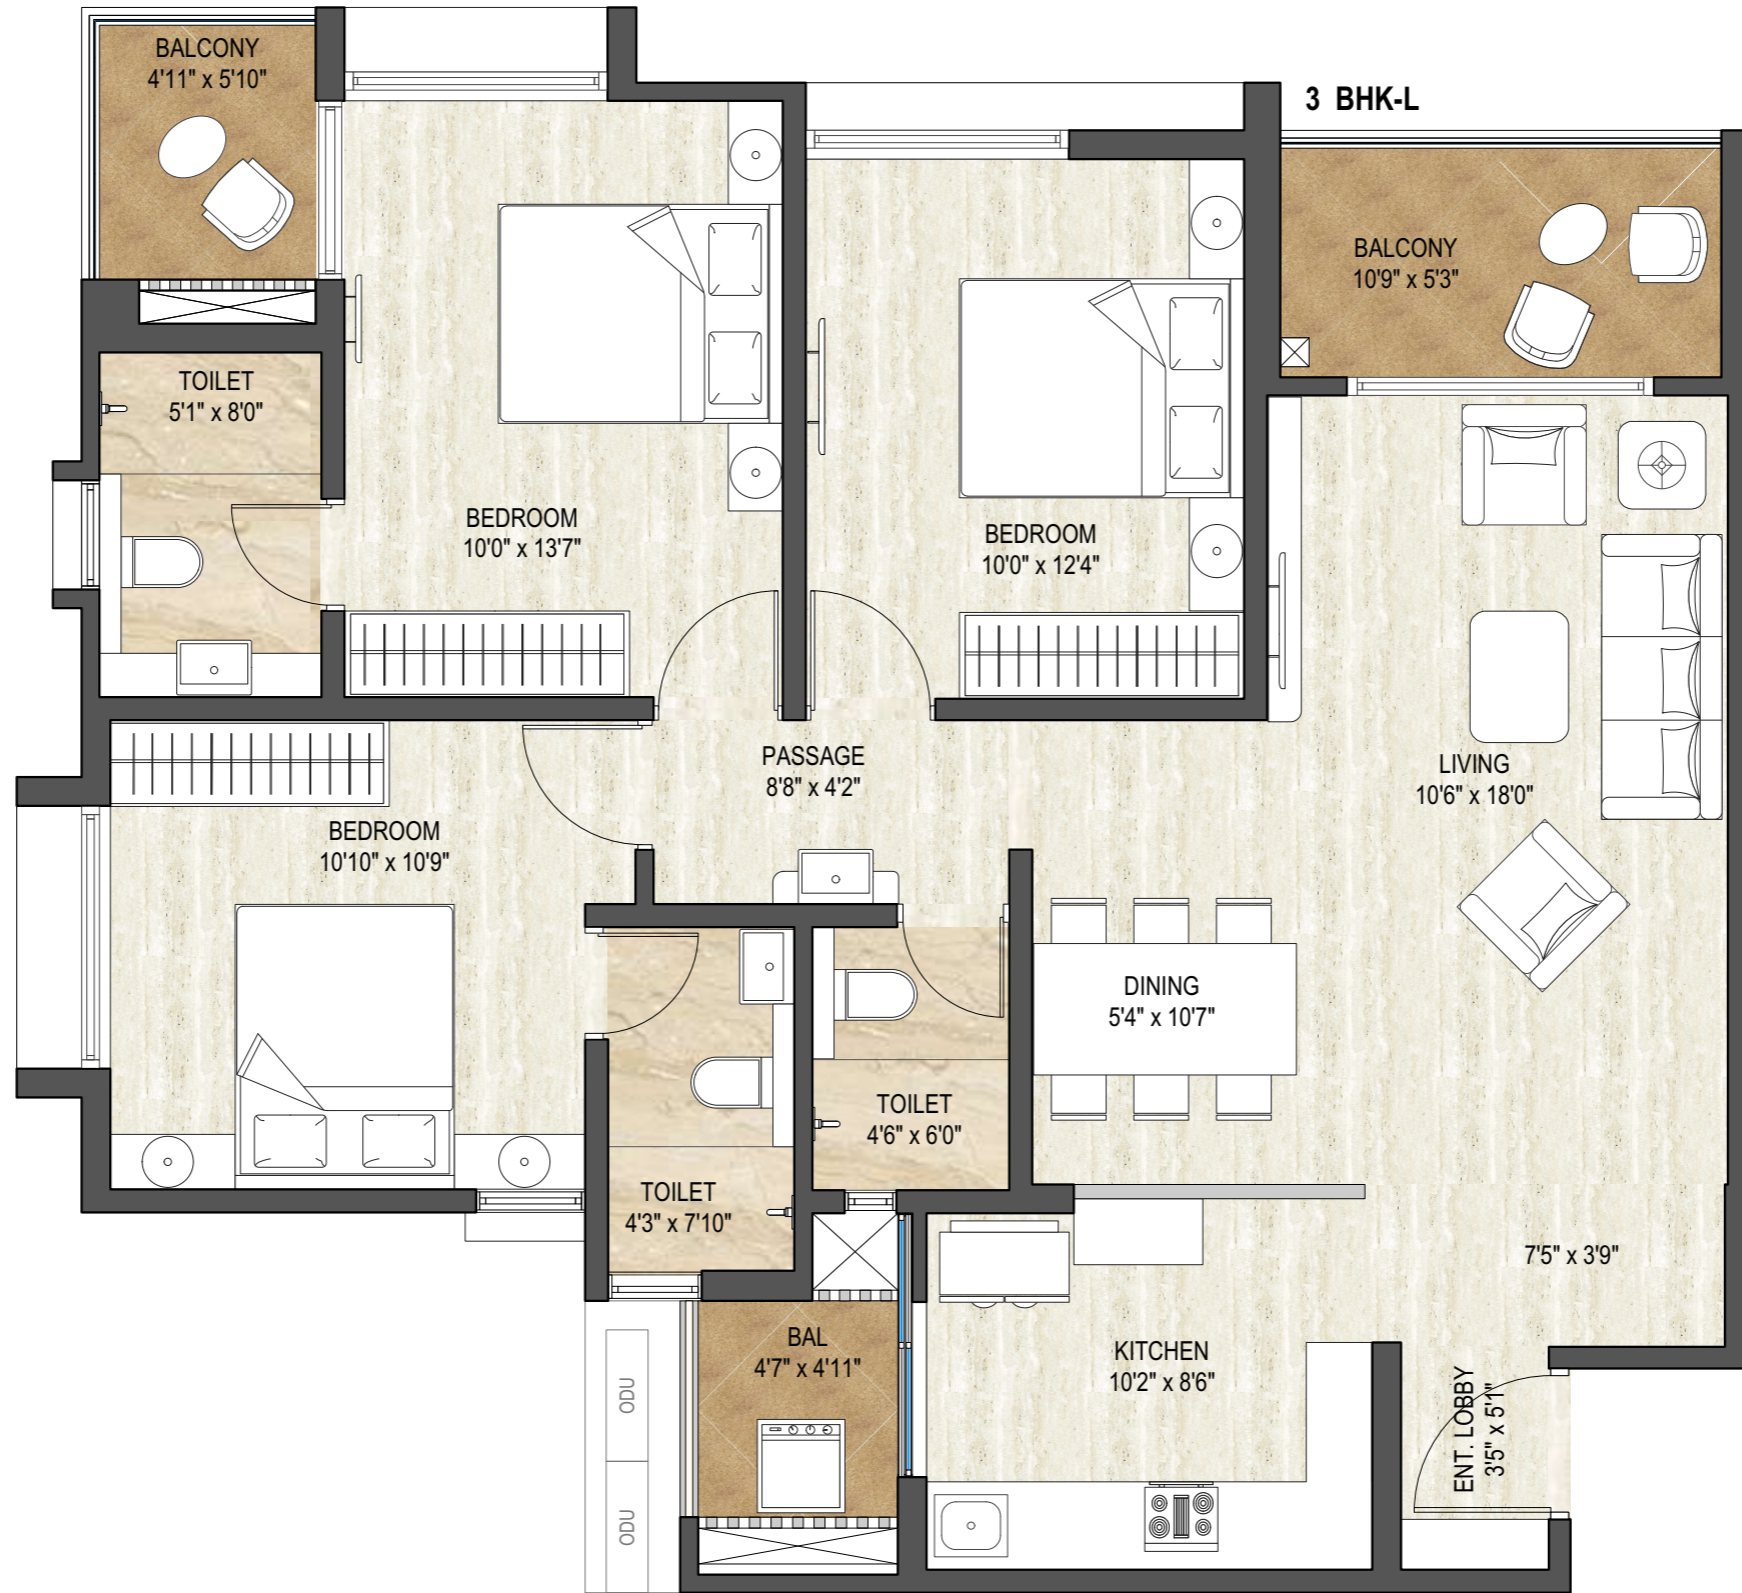 BALCONY
4'11" x 5'10"
3 BHK-L
BALCONY
10'9" x 5'3"
TOILET
5'1" x 8'0"
BEDROOM
10'0" x 13'7"
BEDROOM
10'0" x 12'4"
PASSAGE
8'8" x 4'2"
LIVING
10'6" x 18'0"
BEDROOM
10'10" x 10'9"
DINING
5'4" x 10'7"
TOILET
4'6" x 6'0"
TOILET
4'3" x 7'10"
7'5" x 3'9"
BAL
4'7" x 4'11"
KITCHEN
10'2" x 8'6"
ENT. LOBBY
3'5" x 5'1"
ODU
ODU